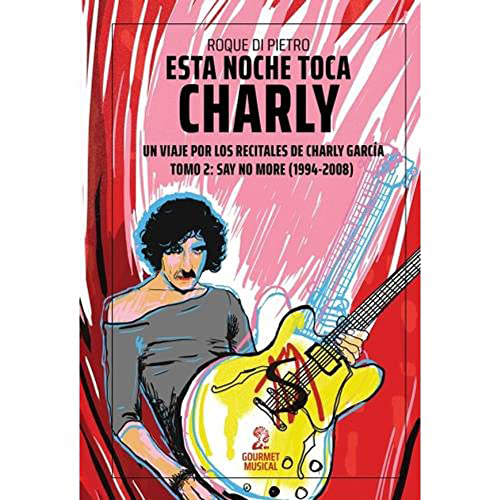 ROQUE DI PIETRO
ESTA NOCHE TOCA
CHARLY
UN VIAJE POR LOS RECITALES DE CHARLY GARCÍA
TOMO 2: SAY NO MORE (1994-2008)
GOURMET
MUSICAL